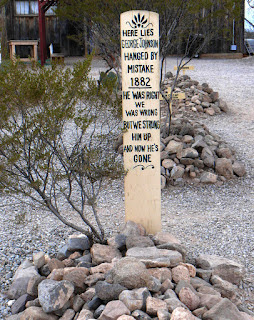 HERE LIES
GEORGE JOHNSON
HANGED BY
MISTAKE
1882
HE WAS RIGHT
WE
WAS WRONG
BUT WE STRUNG
HIM UP
AND NOW HE'S
GONE